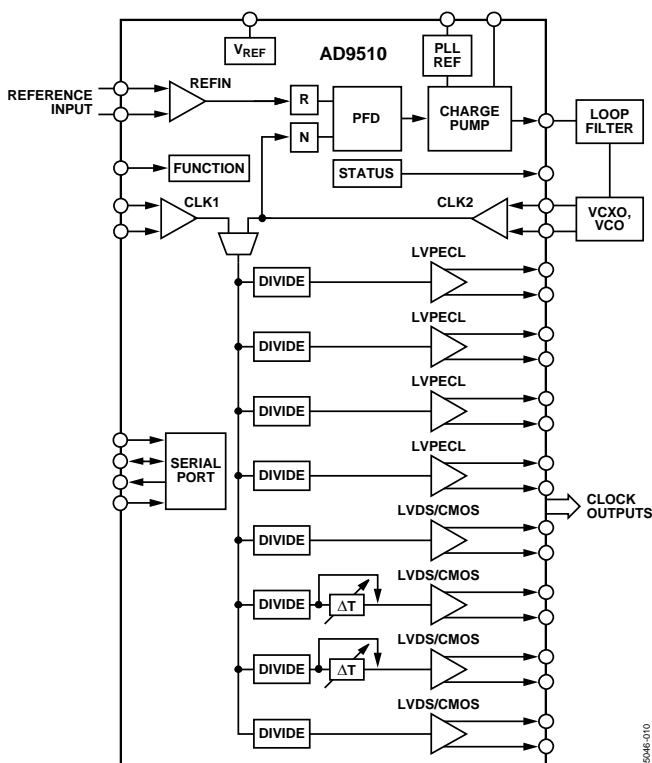 AD9510
VREF
PLL
REF
REFERENCE
INPUT
REFIN
R
N
PFD
CHARGE
PUMP
LOOP
FILTER
FUNCTION
STATUS
CLK1
CLK2
VCXO,
VCO
DIVIDE
LVPECL
DIVIDE
LVPECL
DIVIDE
LVPECL
DIVIDE
LVPECL
SERIAL
PORT
CLOCK
OUTPUTS
DIVIDE
LVDS/CMOS
DIVIDE
ΔT
LVDS/CMOS
DIVIDE
ΔT
LVDS/CMOS
DIVIDE
LVDS/CMOS
5046-010